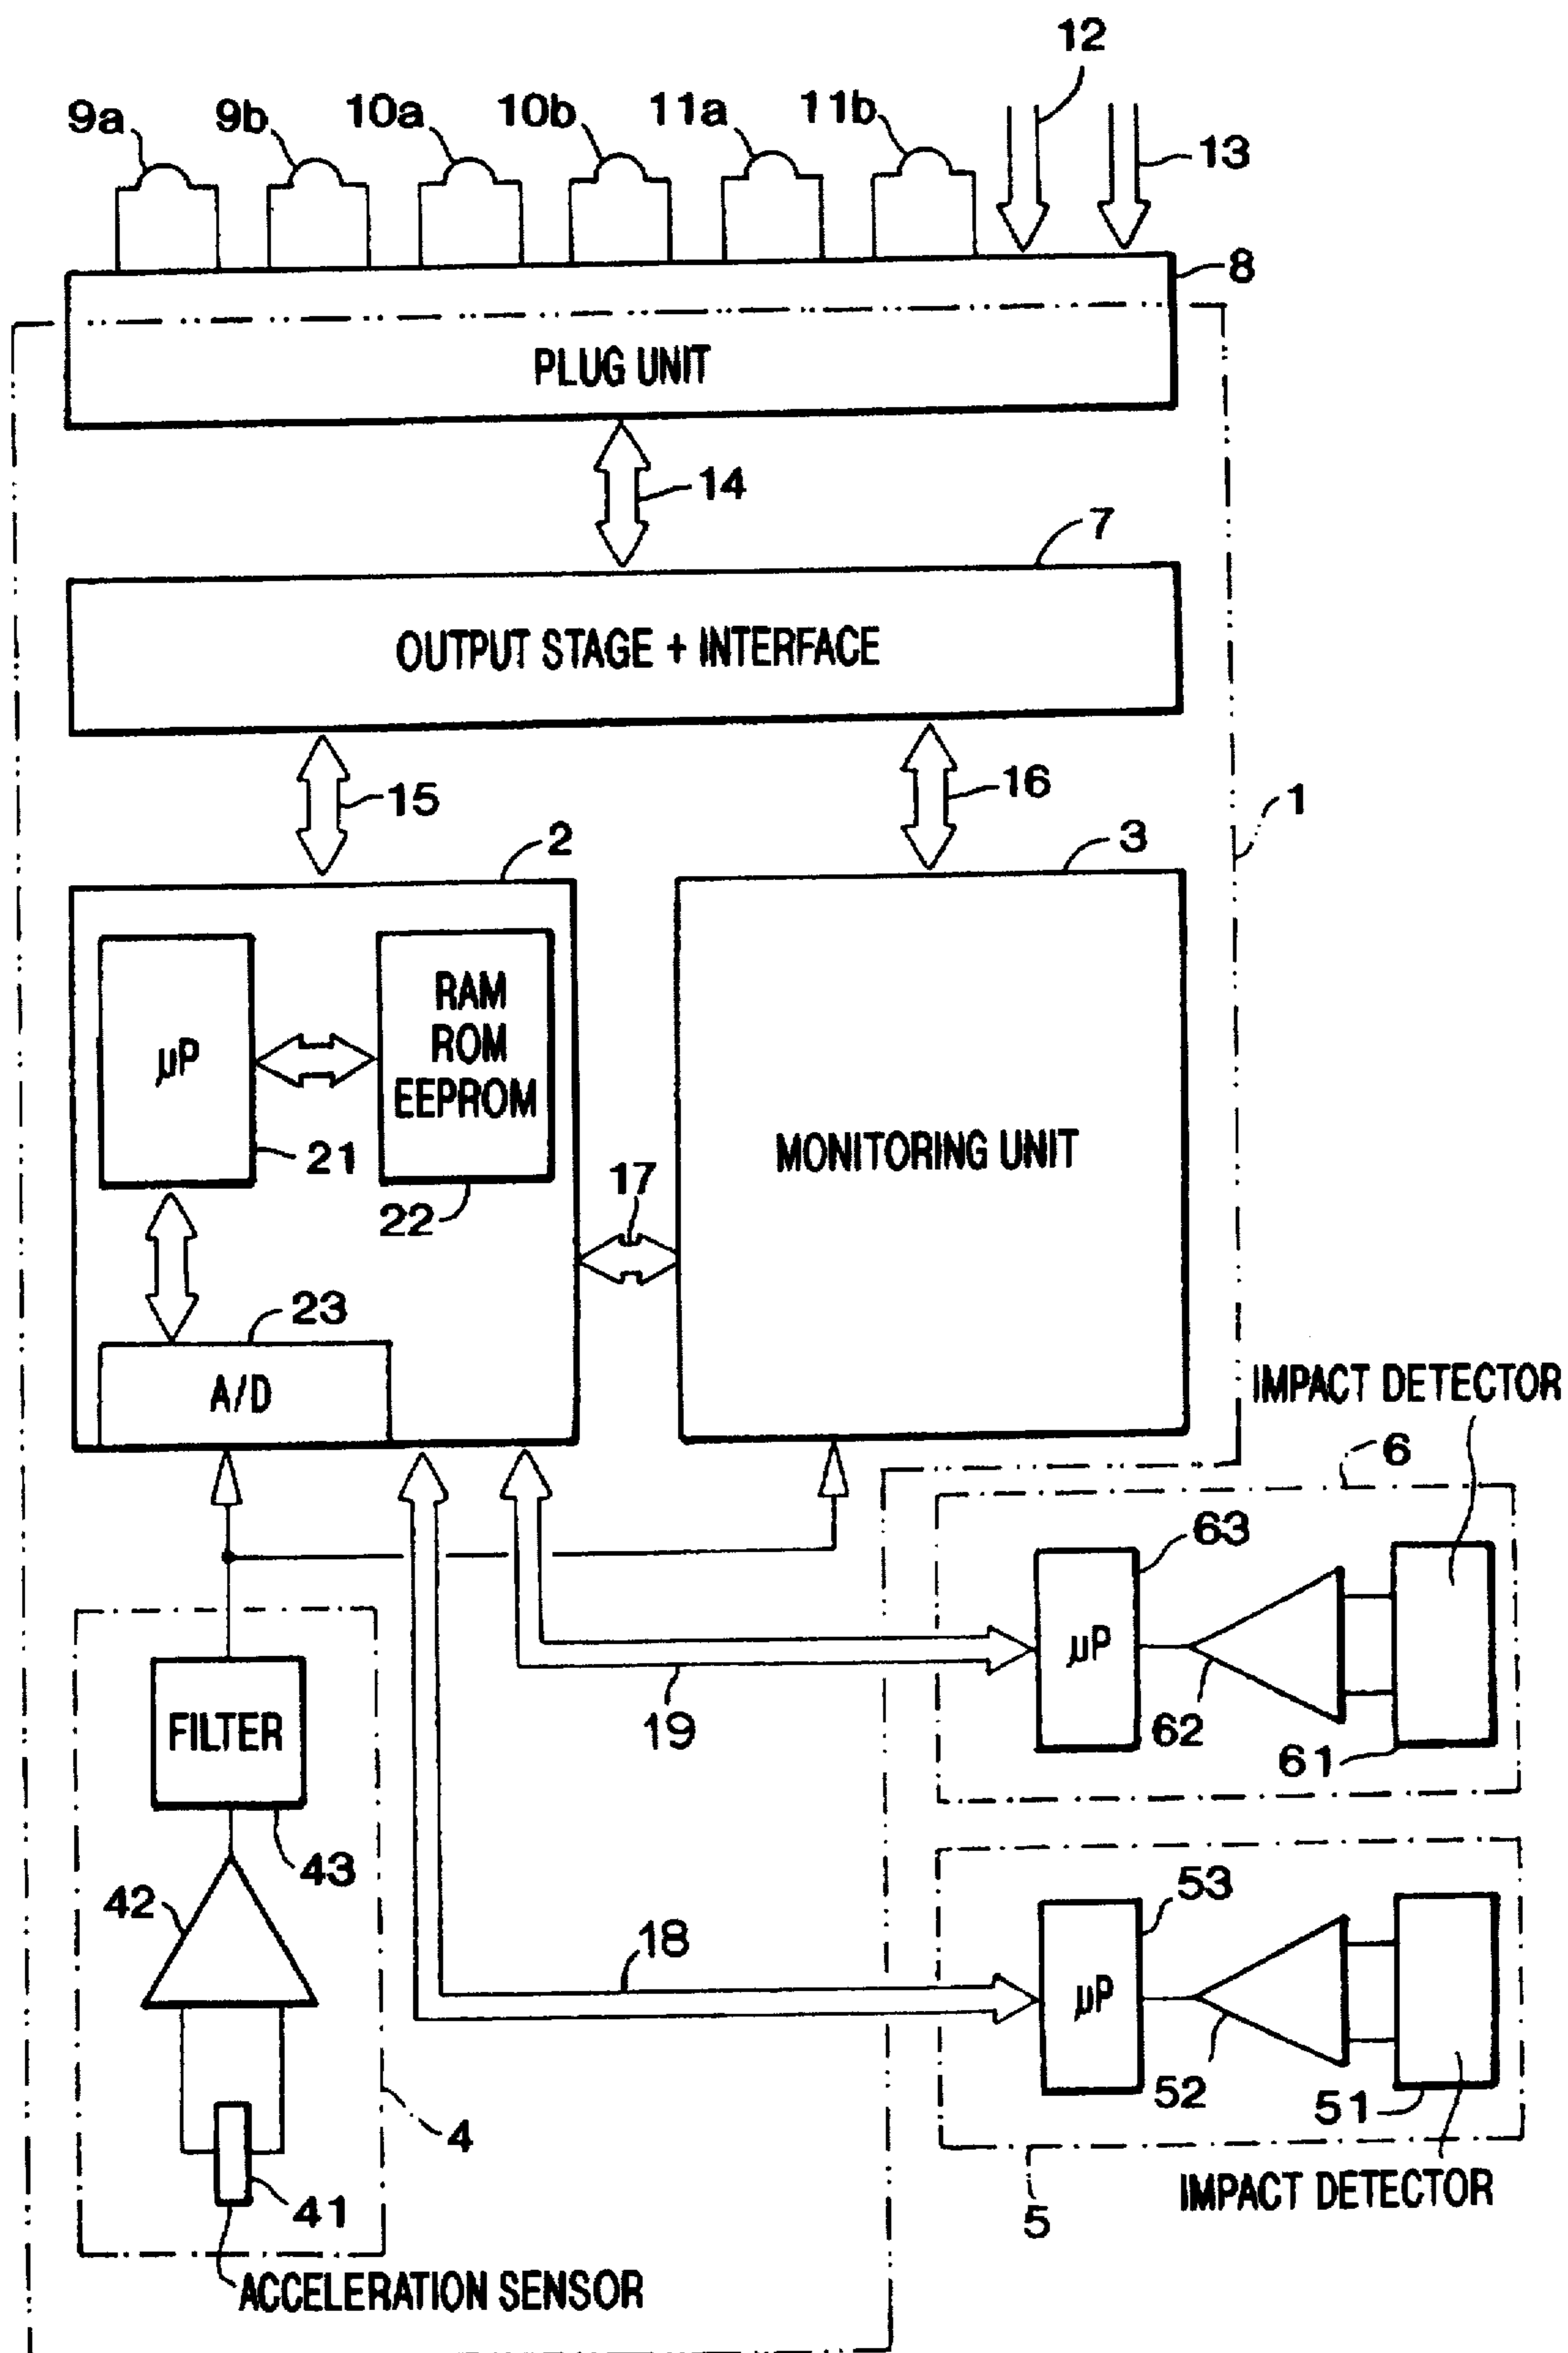 12
9a 9b 10a 10b 11a 11b
13
8
PLUG UNIT
14
7
OUTPUT STAGE + INTERFACE
15
16
1
2
3
µP
RAM
ROM
EEPROM
21
22
MONITORING UNIT
17
23
A/D
IMPACT DETECTOR
6
63
µP
62
61
19
FILTER
43
42
53
18
µP
52
51
4
41
5
IMPACT DETECTOR
ACCELERATION SENSOR